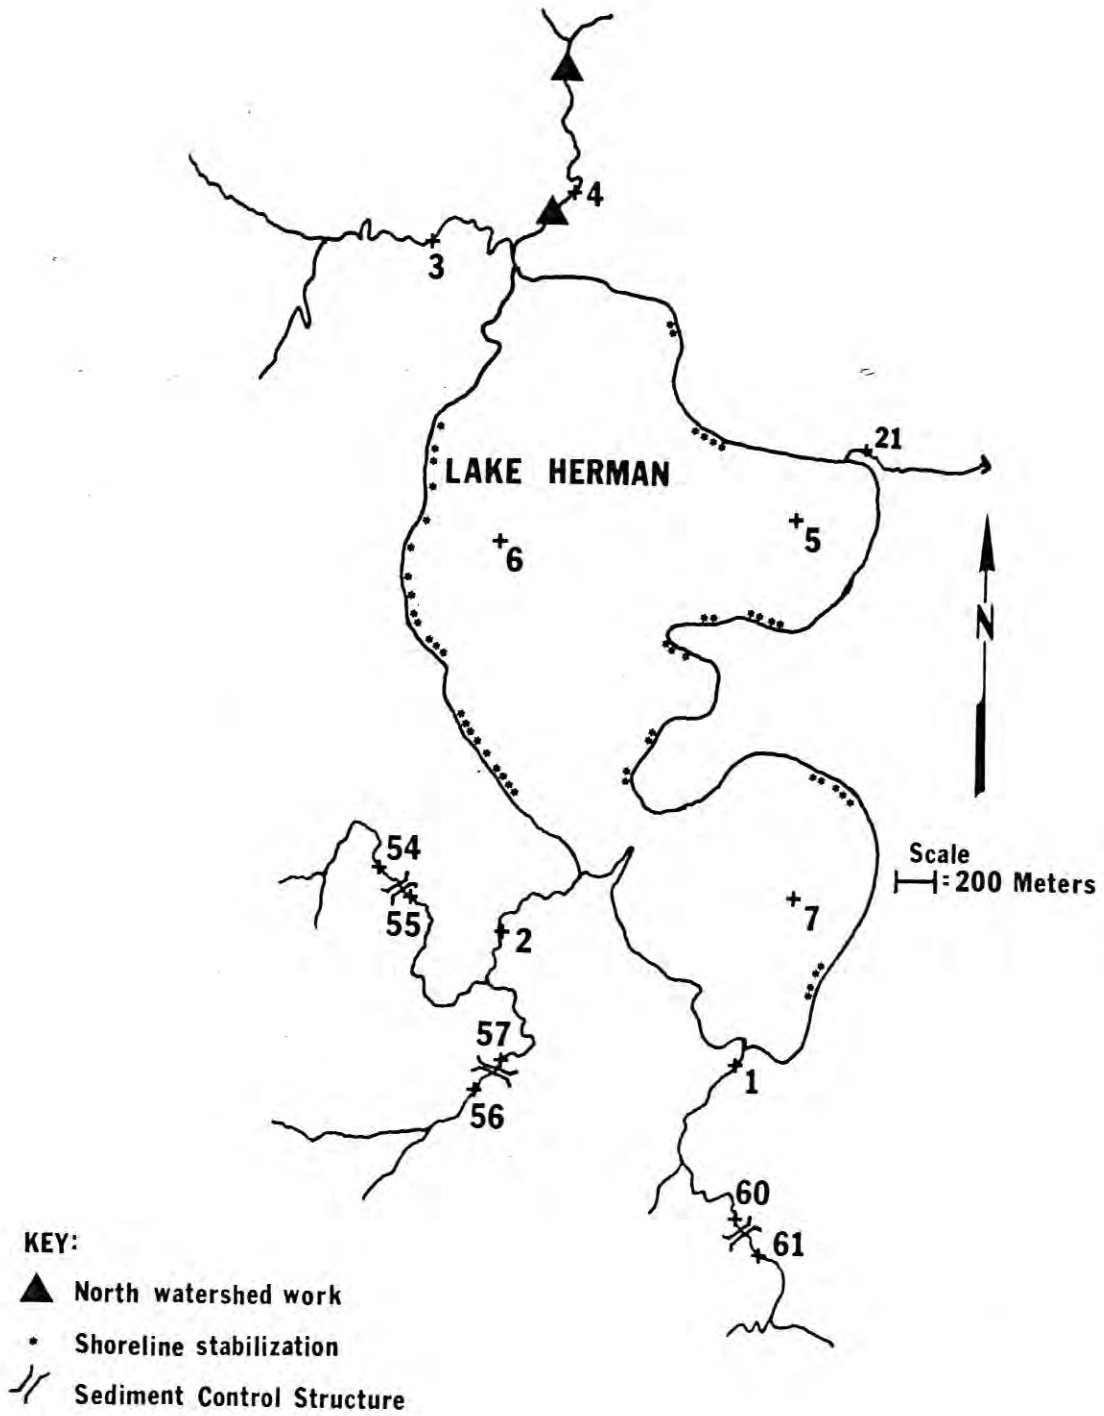 4
3
21
LAKE HERMAN
5
6
N
54
Scale
= 200 Meters
55
7
2
57
1
56
60
61
KEY:
North watershed work
Shoreline stabilization
Sediment Control Structure